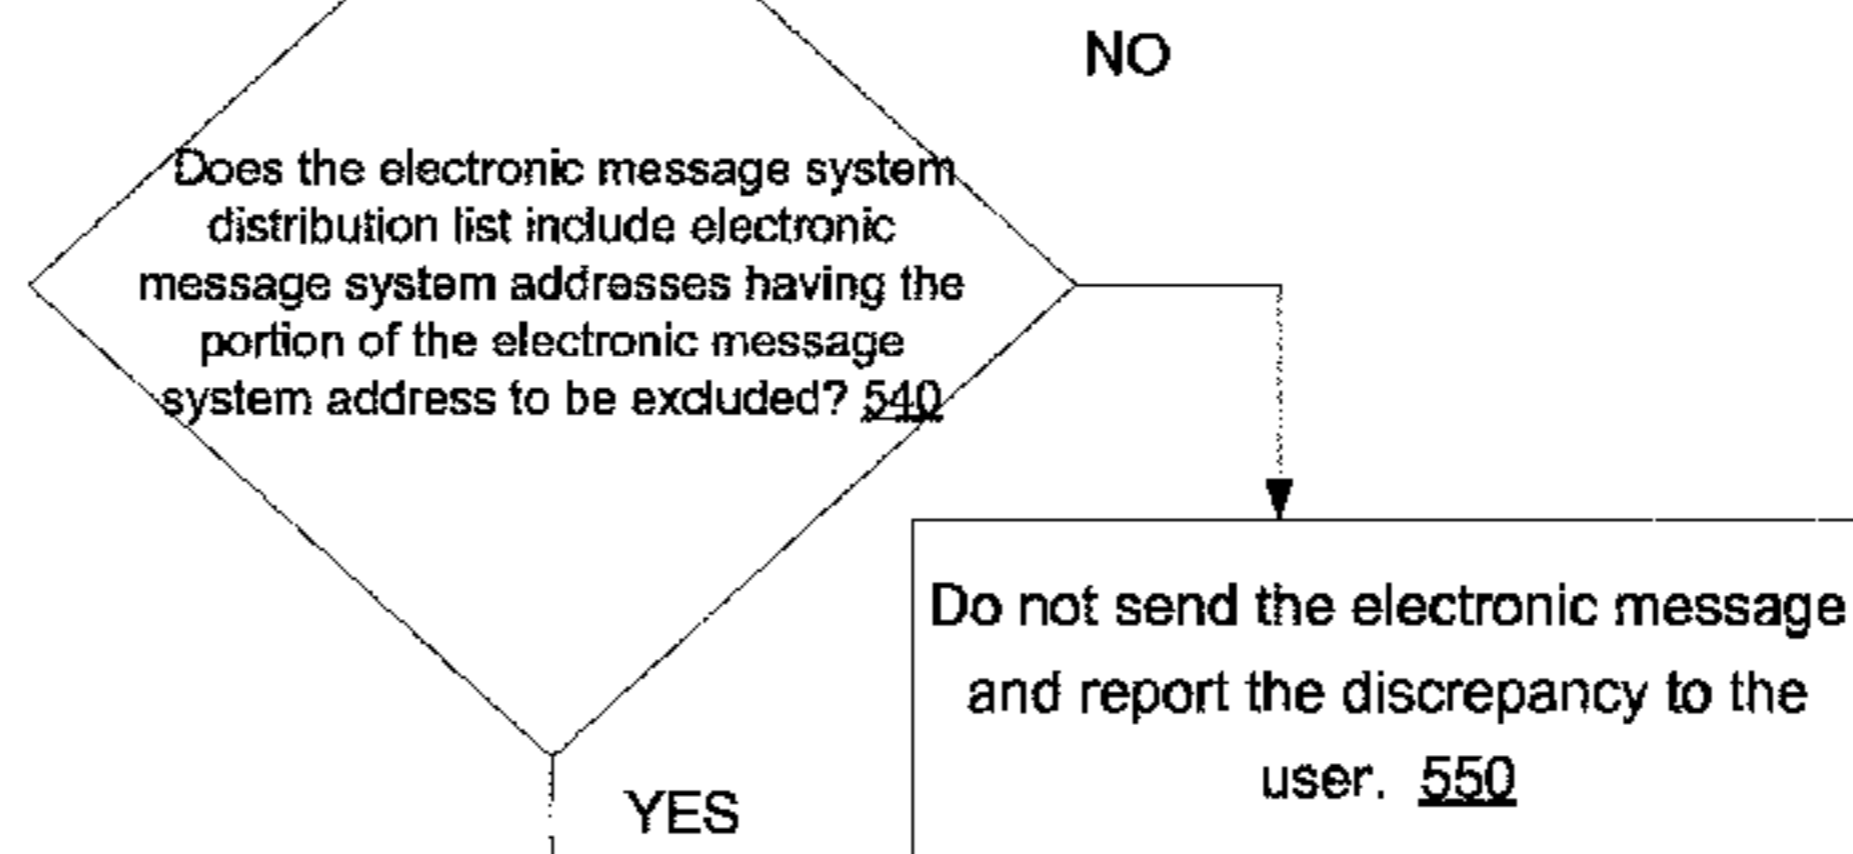 NO
Does the electronic message system
distribution list include electronic
message system addresses having the
portion of the electronic message
system address to be excluded? 540
Do not send the electronic message
and report the discrepancy to the
user. 550
YES